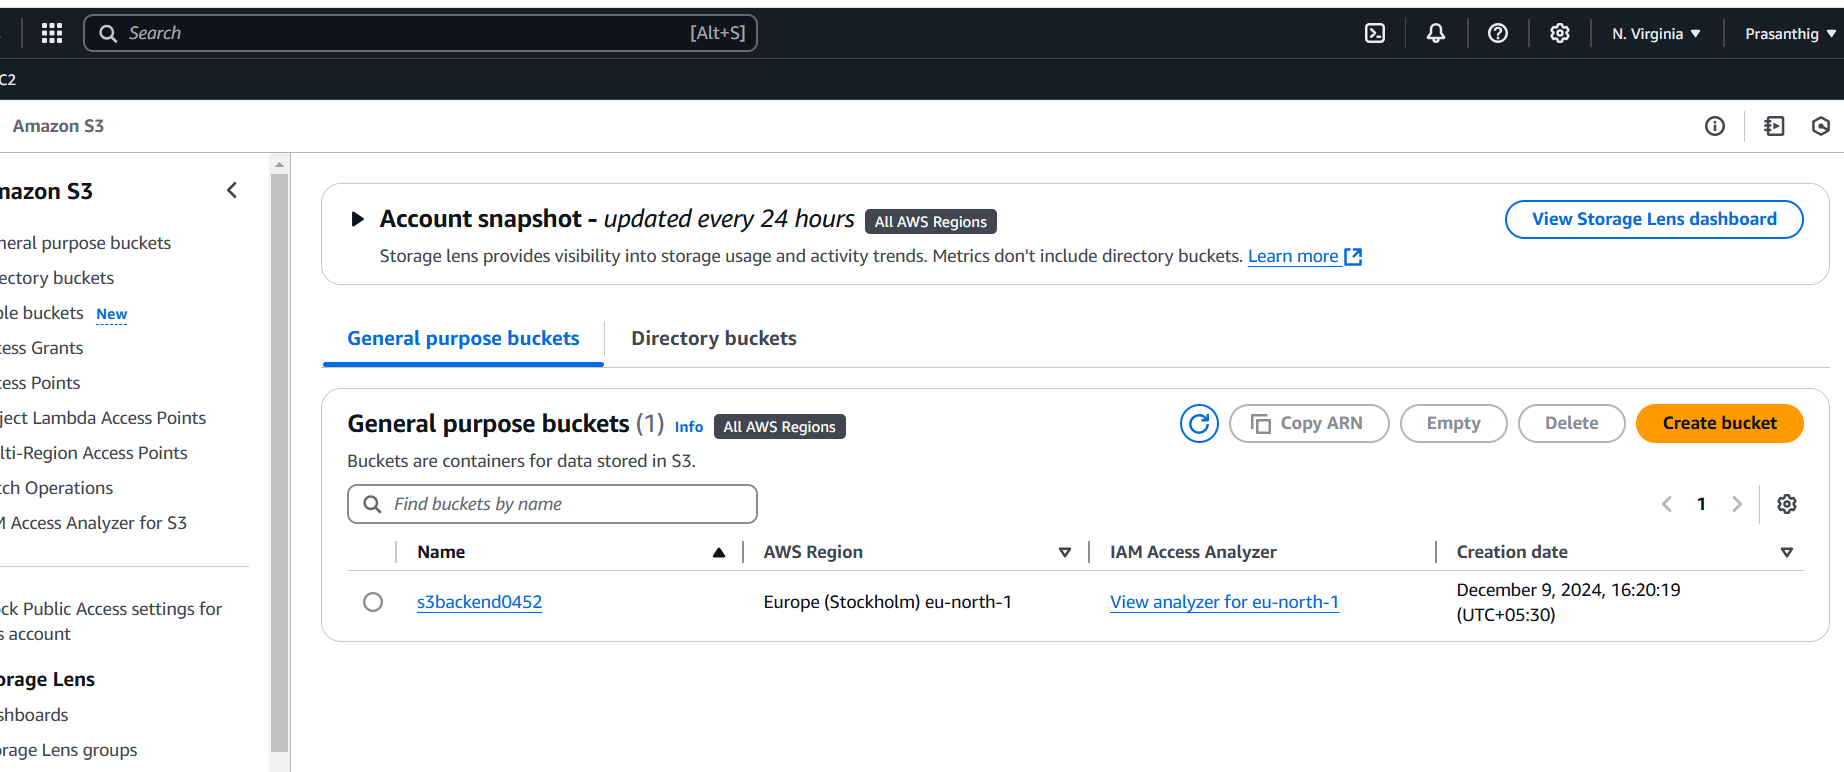 Search [Alt+S] N. Virginia Prasanthig
C2
Amazon S3
mazon S3
neral purpose buckets
ectory buckets
ole buckets New
cess Grants
cess Points
ject Lambda Access Points
lti-Region Access Points
tch Operations
M Access Analyzer for S3
ck Public Access settings for
s account
orage Lens
shboards
orage Lens groups
Account snapshot - updated every 24 hours All AWS Regions
View Storage Lens dashboard
Storage lens provides visibility into storage usage and activity trends. Metrics don't include directory buckets. Learn more
General purpose buckets Directory buckets
General purpose buckets (1) Info All AWS Regions
Copy ARN Empty Delete Create bucket
Buckets are containers for data stored in S3.
Find buckets by name
1
Name AWS Region IAM Access Analyzer Creation date
s3backend0452 Europe (Stockholm) eu-north-1 View analyzer for eu-north-1 December 9, 2024, 16:20:19
(UTC+05:30)